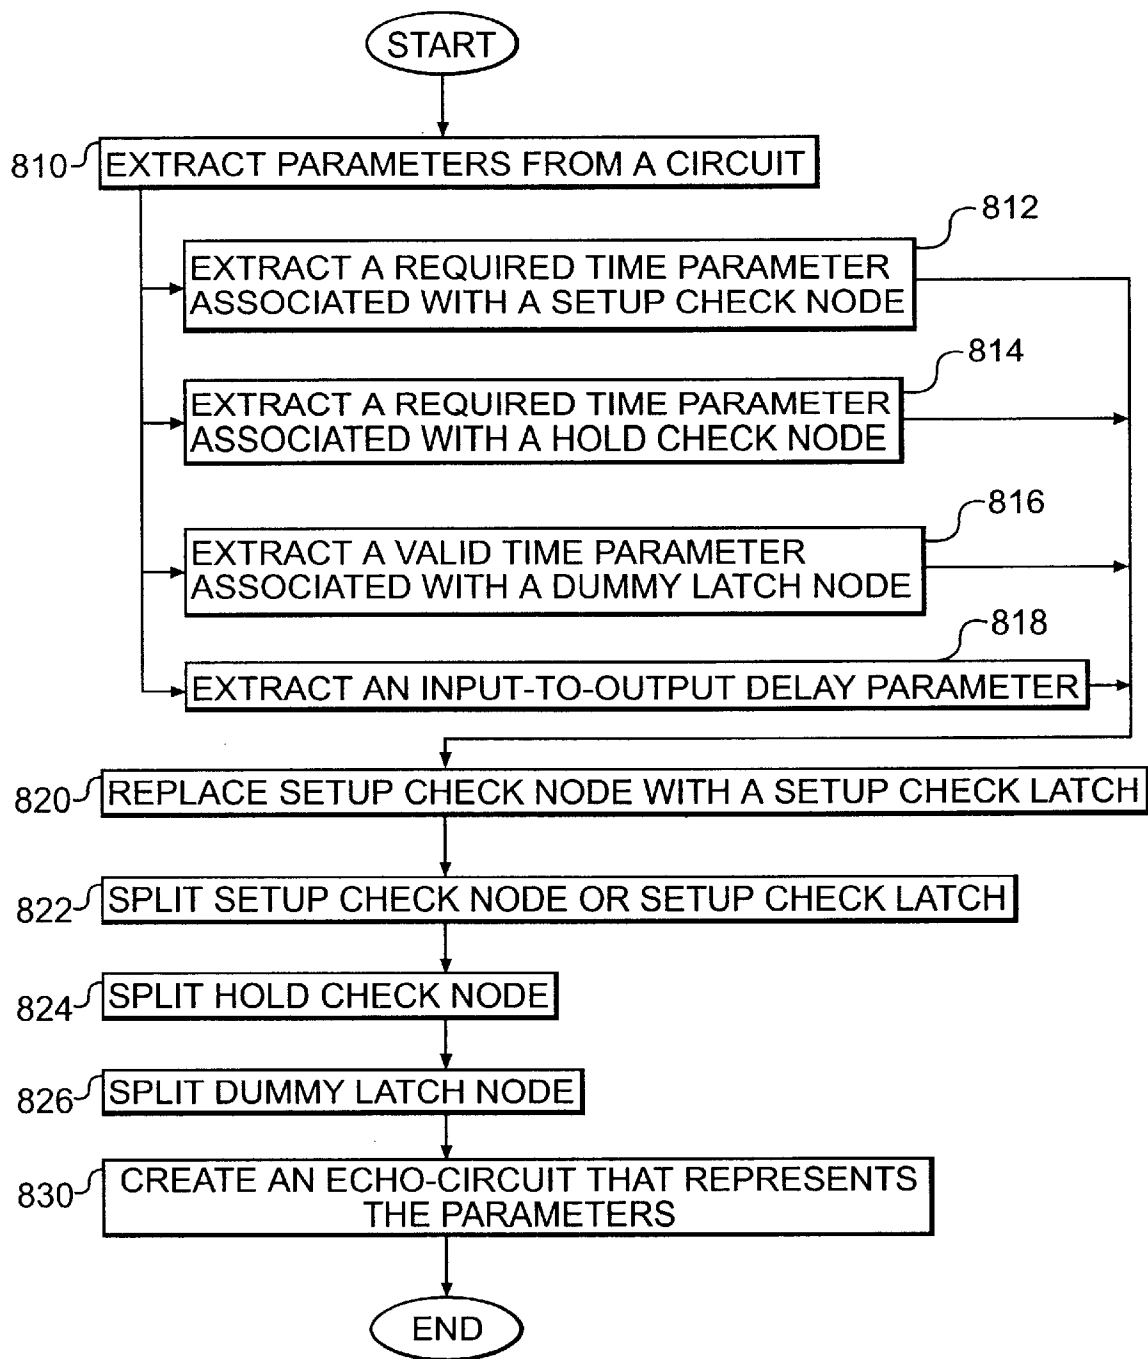 START
810 EXTRACT PARAMETERS FROM A CIRCUIT
812
EXTRACT A REQUIRED TIME PARAMETER
ASSOCIATED WITH A SETUP CHECK NODE
814
EXTRACT A REQUIRED TIME PARAMETER
ASSOCIATED WITH A HOLD CHECK NODE
816
EXTRACT A VALID TIME PARAMETER
ASSOCIATED WITH A DUMMY LATCH NODE
818
EXTRACT AN INPUT-TO-OUTPUT DELAY PARAMETER
820 REPLACE SETUP CHECK NODE WITH A SETUP CHECK LATCH
822 SPLIT SETUP CHECK NODE OR SETUP CHECK LATCH
824 SPLIT HOLD CHECK NODE
826 SPLIT DUMMY LATCH NODE
830 CREATE AN ECHO-CIRCUIT THAT REPRESENTS
THE PARAMETERS
END